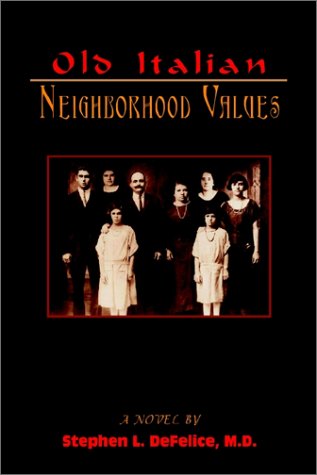 Old Italian
Neighborhood Values
A Novel by
Stephen L. DeFelice, M.D.